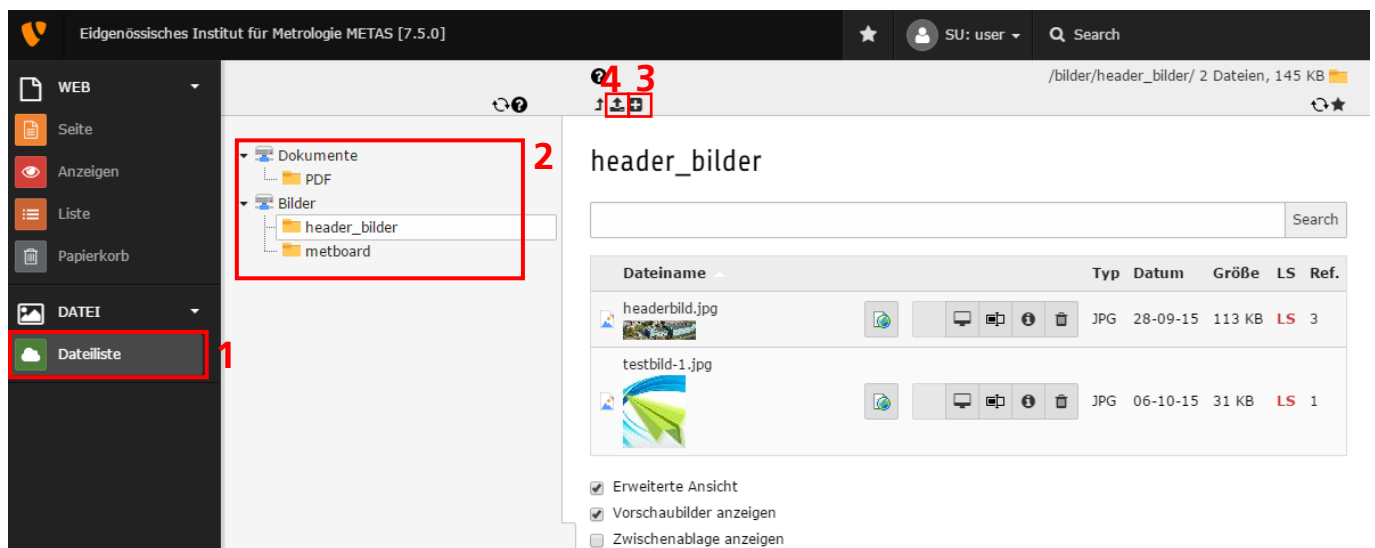 Eidgenössisches Institut für Metrologie METAS [7.5.0]
SU: user
Search
WEB
Seite
Anzeigen
Liste
Papierkorb
DATEI
Dateiliste
1
Dokumente
PDF
Bilder
header_bilder
metboard
2
4 3
/bilder/header_bilder/ 2 Dateien, 145 KB
header_bilder
Search
Dateiname Typ Datum Größe LS Ref.
headerbild.jpg JPG 28-09-15 113 KB LS 3
testbild-1.jpg JPG 06-10-15 31 KB LS 1
Erweiterte Ansicht
Vorschaubilder anzeigen
Zwischenablage anzeigen